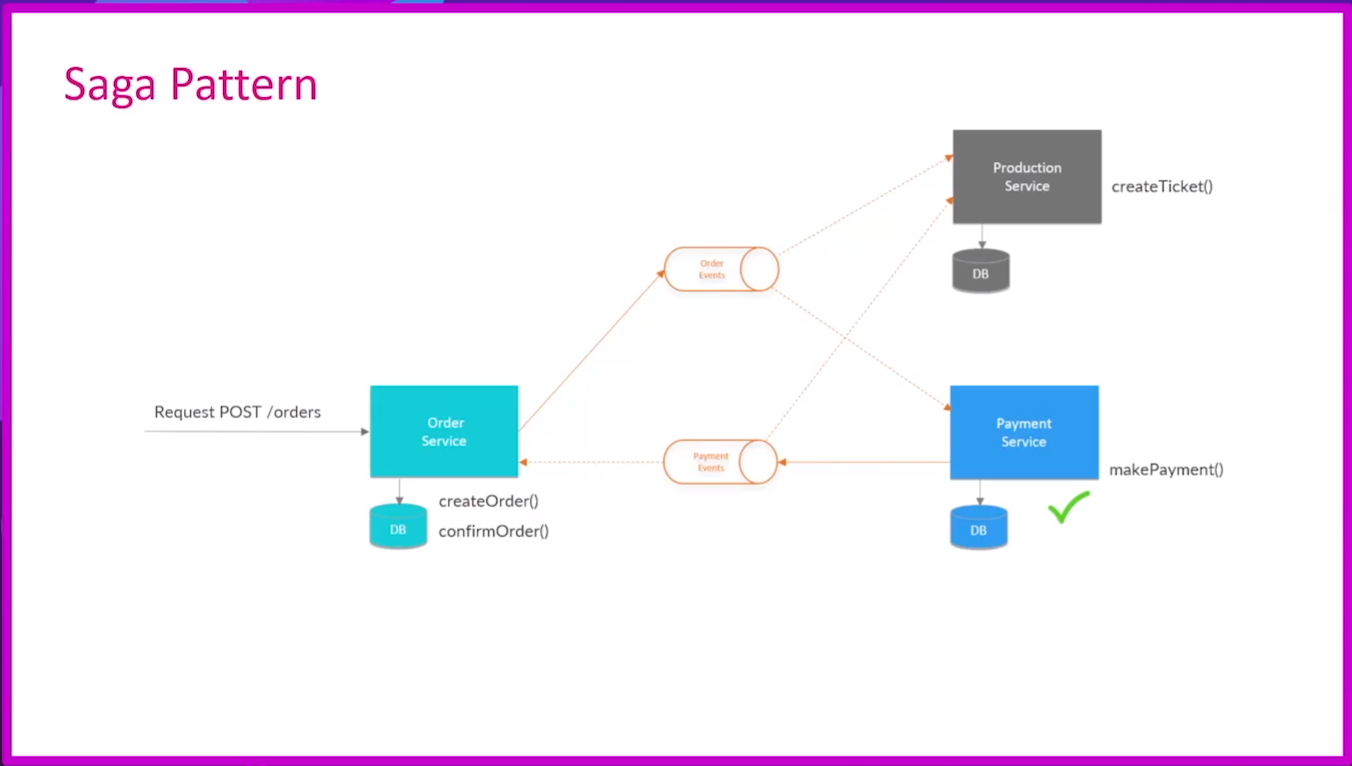 Saga Pattern
Production
Service
createTicket()
DB
Order
Events
Request POST /orders
Order
Service
createOrder()
confirmOrder()
DB
Payment
Events
Payment
Service
makePayment()
DB